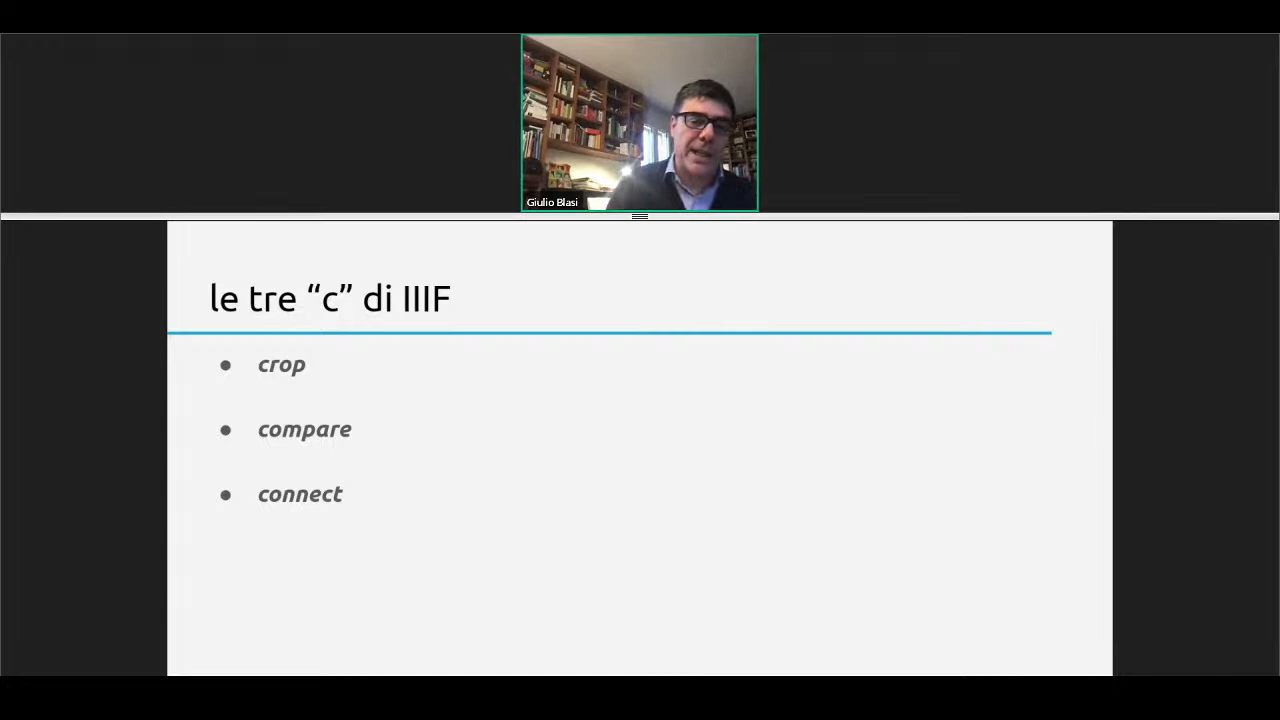 Giulio Blasi
le tre “c” di IIIF
● crop
● compare
● connect